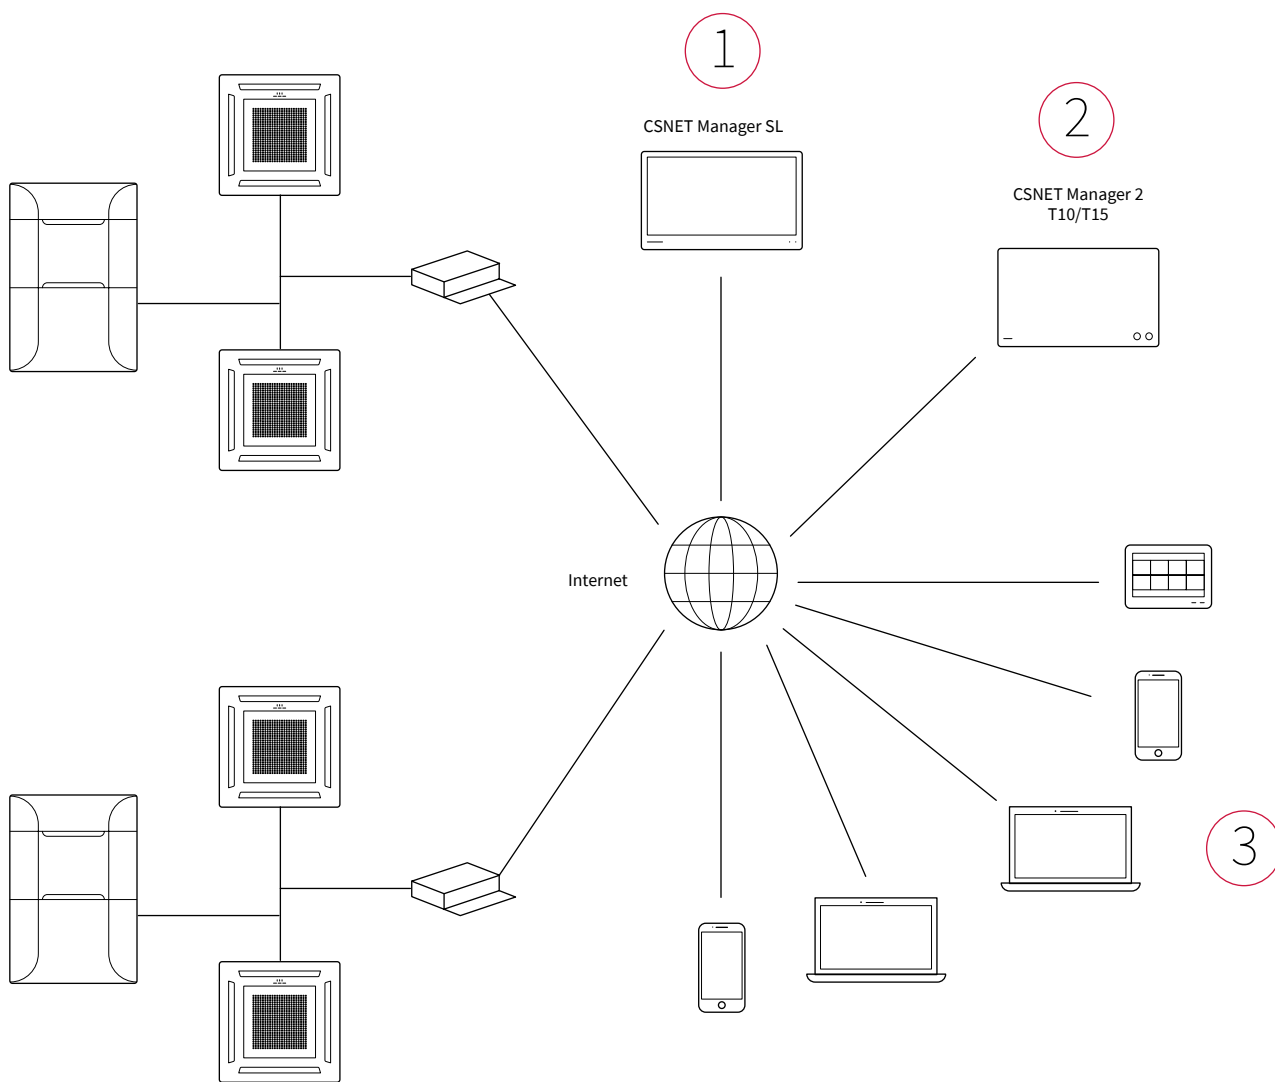 1
CSNET Manager SL
2
CSNET Manager 2
T10/T15
Internet
3